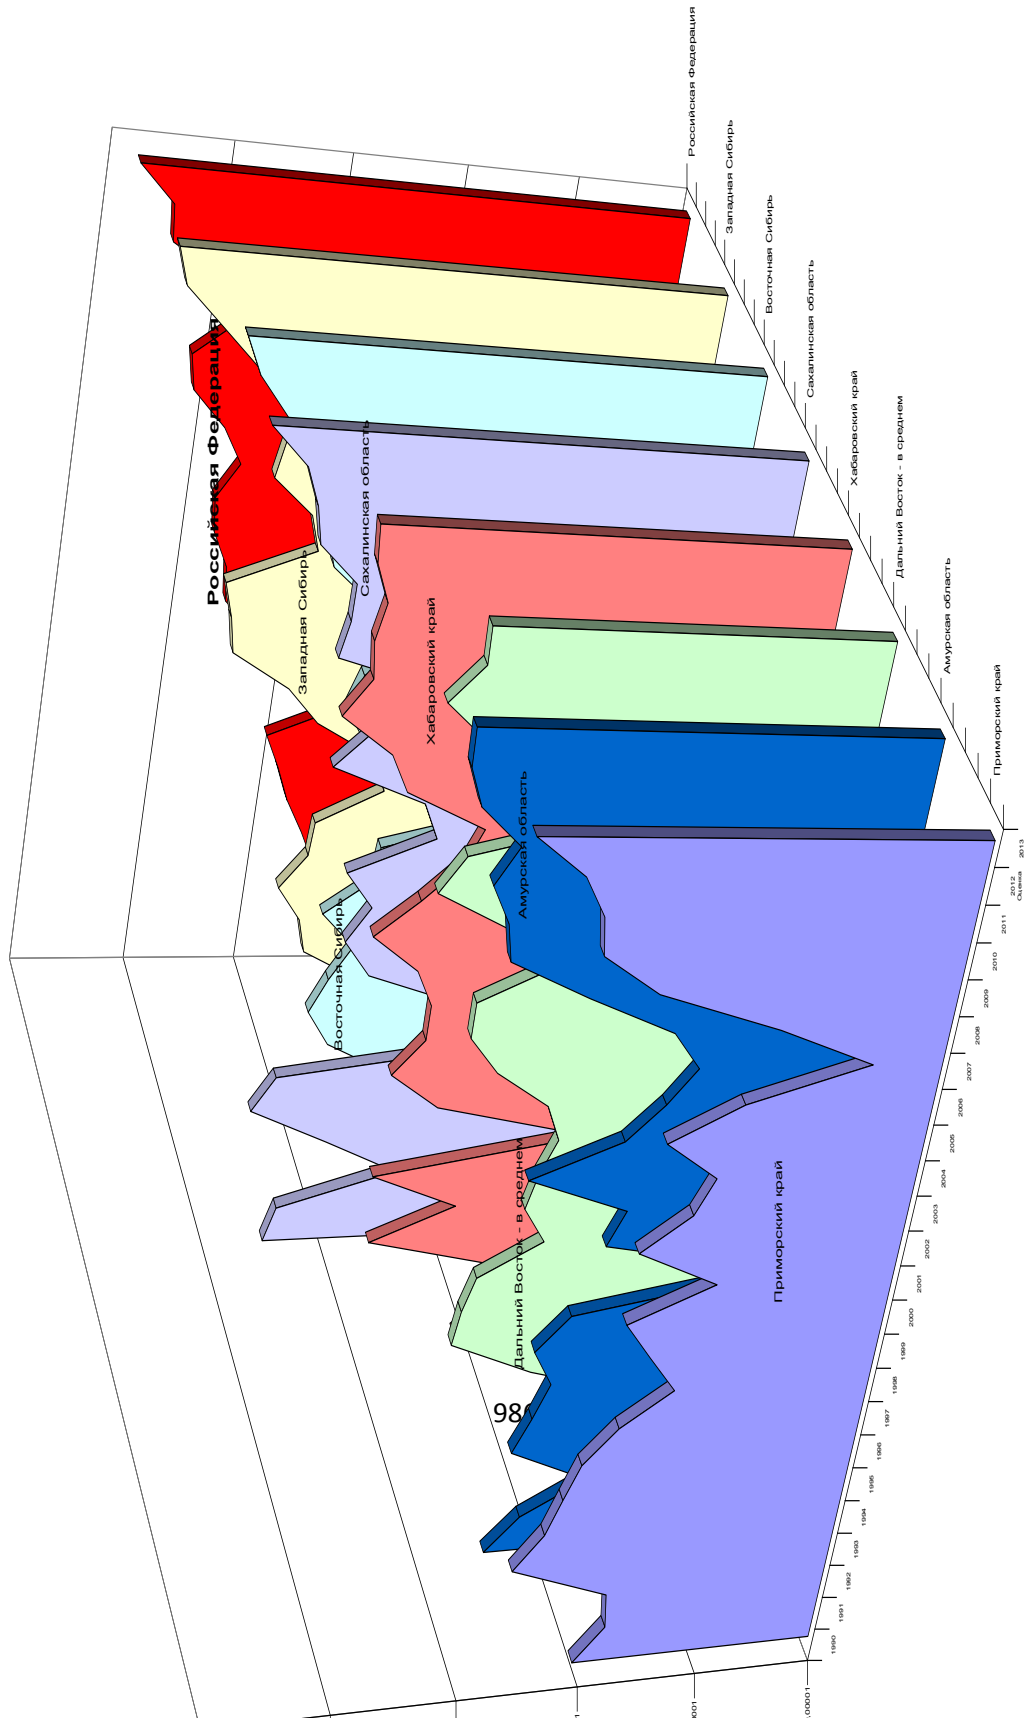 Российская Федерация
Западная Сибирь
Восточная Сибирь
Сахалинская область
Хабаровский край
Дальний Восток - в среднем
Амурская область
Приморский край
Российская Федерация
Западная Сибирь
Восточная Сибирь
Сахалинская область
Хабаровский край
Дальний Восток - в среднем
Амурская область
Приморский край
1990
1991
1992
1993
1994
1995
1996
1997
1998
1999
2000
2001
2002
2003
2004
2005
2006
2007
2008
2009
2010
2011
2012
Оценка
2013